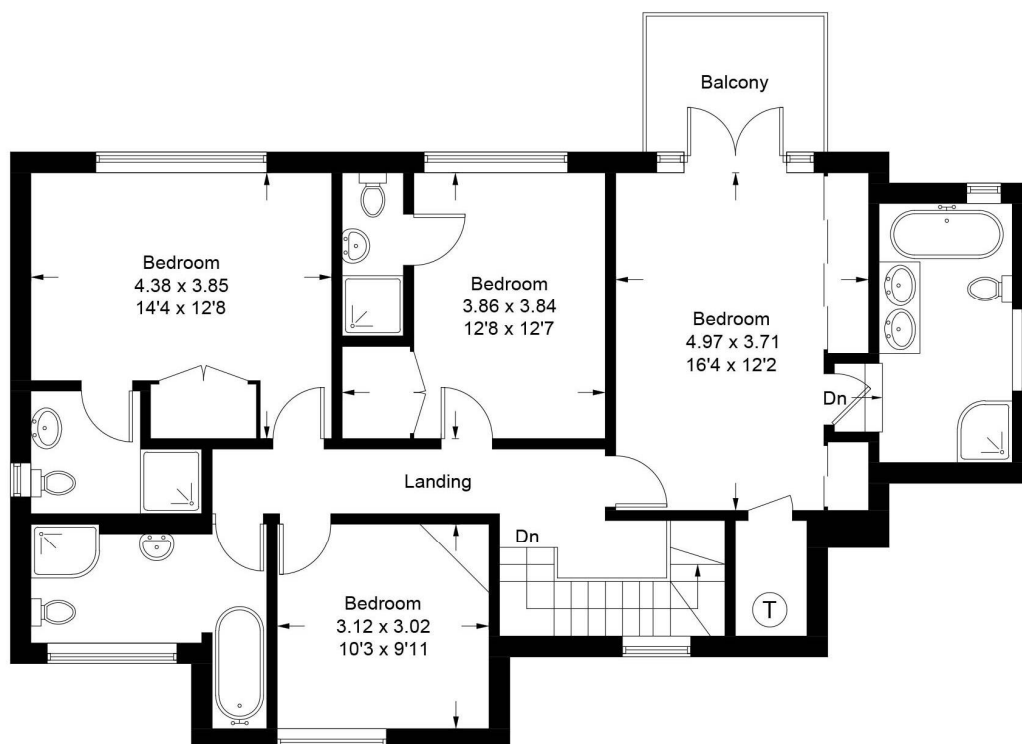 Balcony
Bedroom
4.38 x 3.85
14'4 x 12'8
Bedroom
3.86 x 3.84
12'8 x 12'7
Bedroom
4.97 x 3.71
16'4 x 12'2
Dn
Landing
Dn
Bedroom
3.12 x 3.02
10'3 x 9'11
T